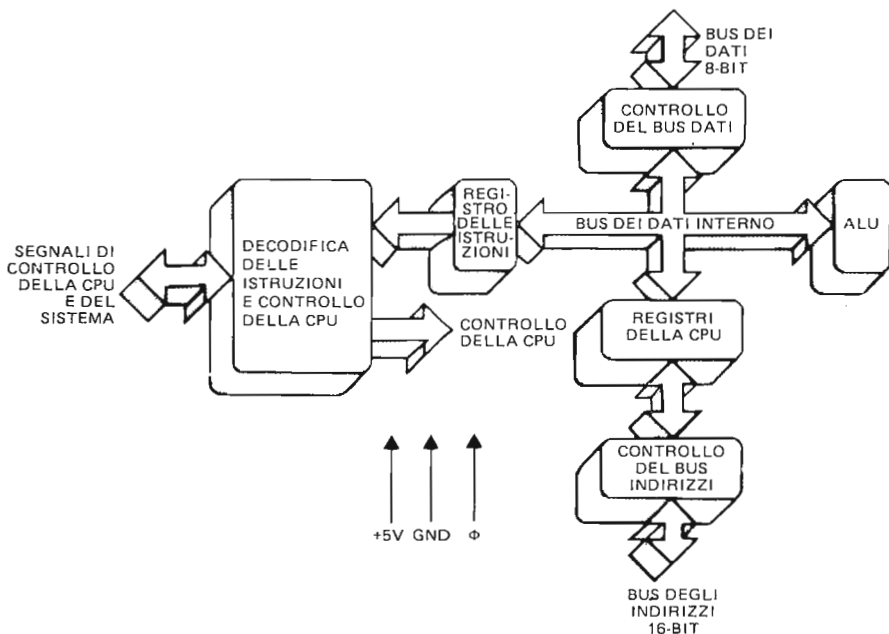 BUS DEI
DATI
8-BIT
CONTROLLO
DEL BUS DATI
REGI-
STRO
DELLE
ISTRU-
ZIONI
BUS DEI DATI INTERNO
ALU
SEGNALI DI
CONTROLLO
DELLA CPU
E DEL
SISTEMA
DECODIFICA
DELLE
ISTRUZIONI
E CONTROLLO
DELLA CPU
CONTROLLO
DELLA CPU
REGISTRI
DELLA CPU
CONTROLLO
DEL BUS
INDIRIZZI
+5V GND Φ
BUS DEGLI
INDIRIZZI
16-BIT